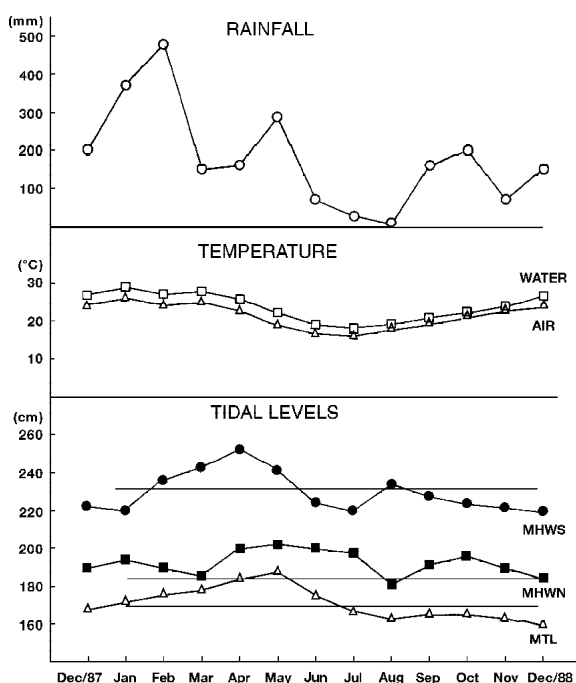 (mm)
RAINFALL
500
400
300
200
100
TEMPERATURE
(°C)
30
20
10
WATER
AIR
TIDAL LEVELS
(cm)
260
240
220
200
180
160
MHWS
MHWN
MTL
Dec/87 Jan Feb Mar Apr May Jun Jul Aug Sep Oct Nov Dec/88